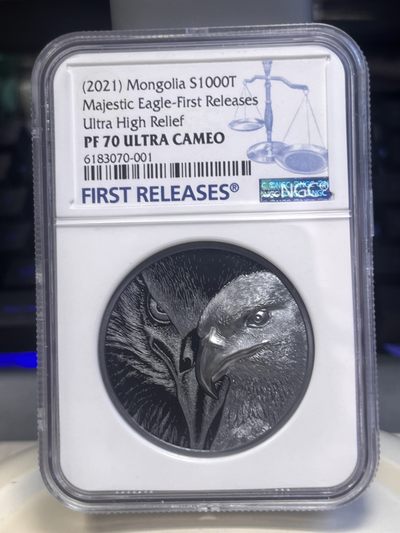 (2021) Mongolia S1000T
Majestic Eagle-First Releases
Ultra High Relief
PF 70 ULTRA CAMEO
6183070-001
FIRST RELEASES®
NGC